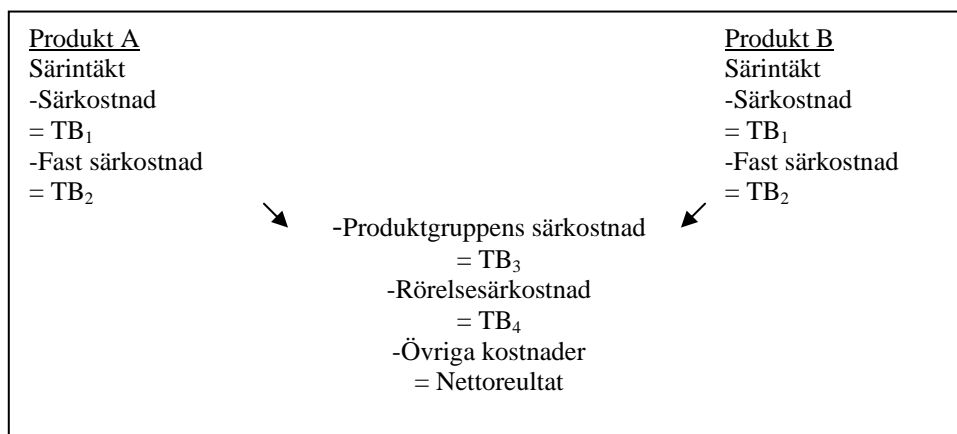 Produkt A
Särintäkt
-Särkostnad
= TB₁
-Fast särkostnad
= TB₂
Produkt B
Särintäkt
-Särkostnad
= TB₁
-Fast särkostnad
= TB₂
-Produktgruppens särkostnad
= TB₃
-Rörelsesärkostnad
= TB₄
-Övriga kostnader
= Nettoreultat